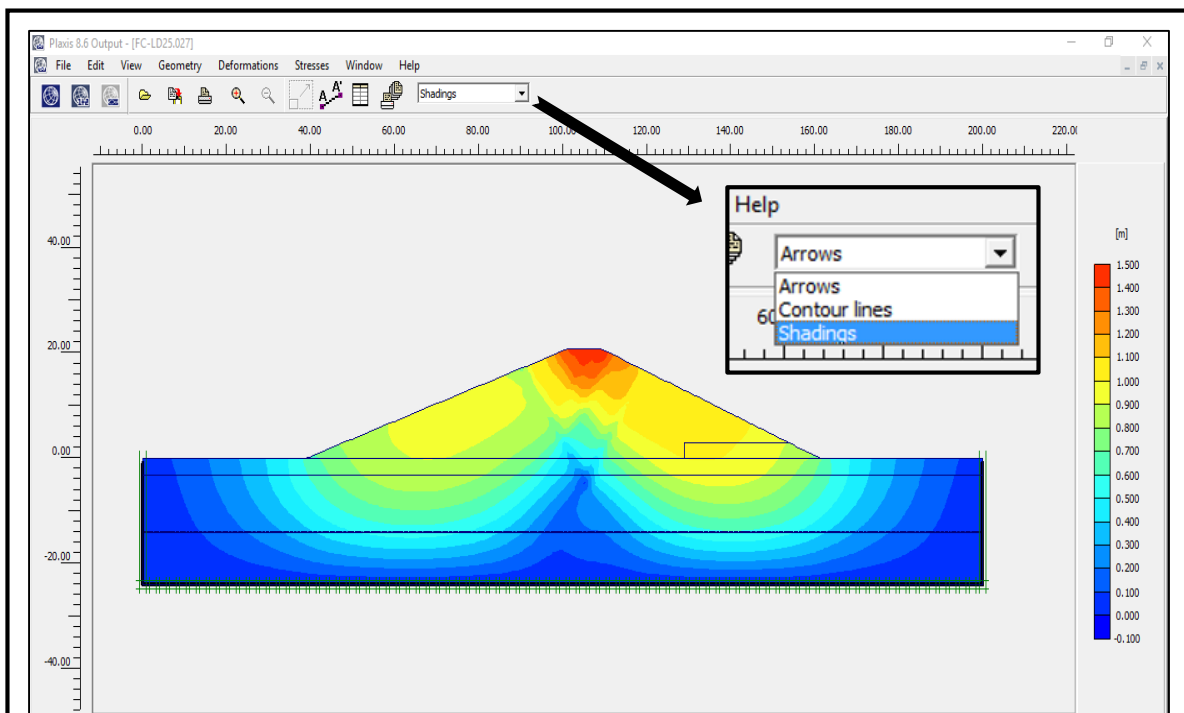 Plaxis 8.6 Output - [FC-LD25.027]
File Edit View Geometry Deformations Stresses Window Help
Shadings
0.00 20.00 40.00 60.00 80.00 100.00 120.00 140.00 160.00 180.00 200.00
40.00
20.00
0.00
-20.00
-40.00
Help
Arrows
Arrows
Contour lines
Shadings
[m]
1.500
1.400
1.300
1.200
1.100
1.000
0.900
0.800
0.700
0.600
0.500
0.400
0.300
0.200
0.100
0.000
-0.100